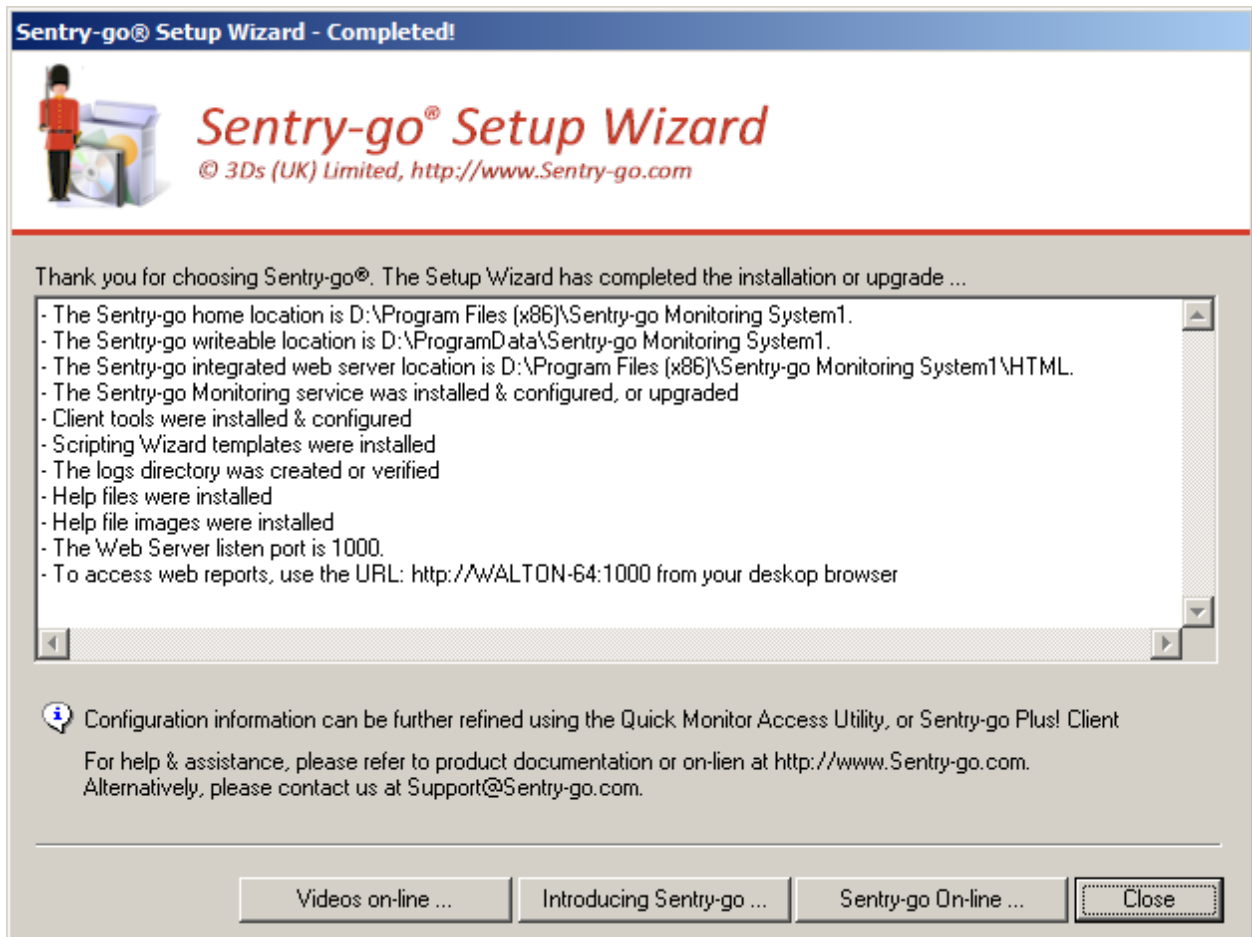 Sentry-go® Setup Wizard - Completed!
Sentry-go® Setup Wizard
© 3Ds (UK) Limited, http://www.Sentry-go.com
Thank you for choosing Sentry-go®. The Setup Wizard has completed the installation or upgrade ...
- The Sentry-go home location is D:\Program Files (x86)\Sentry-go Monitoring System1.
- The Sentry-go writeable location is D:\ProgramData\Sentry-go Monitoring System1.
- The Sentry-go integrated web server location is D:\Program Files (x86)\Sentry-go Monitoring System1\HTML.
- The Sentry-go Monitoring service was installed & configured, or upgraded
- Client tools were installed & configured
- Scripting Wizard templates were installed
- The logs directory was created or verified
- Help files were installed
- Help file images were installed
- The Web Server listen port is 1000.
- To access web reports, use the URL: http://WALTON-64:1000 from your deskop browser
Configuration information can be further refined using the Quick Monitor Access Utility, or Sentry-go Plus! Client
For help & assistance, please refer to product documentation or on-lien at http://www.Sentry-go.com.
Alternatively, please contact us at Support@Sentry-go.com.
Videos on-line ... Introducing Sentry-go ... Sentry-go On-line ... Close